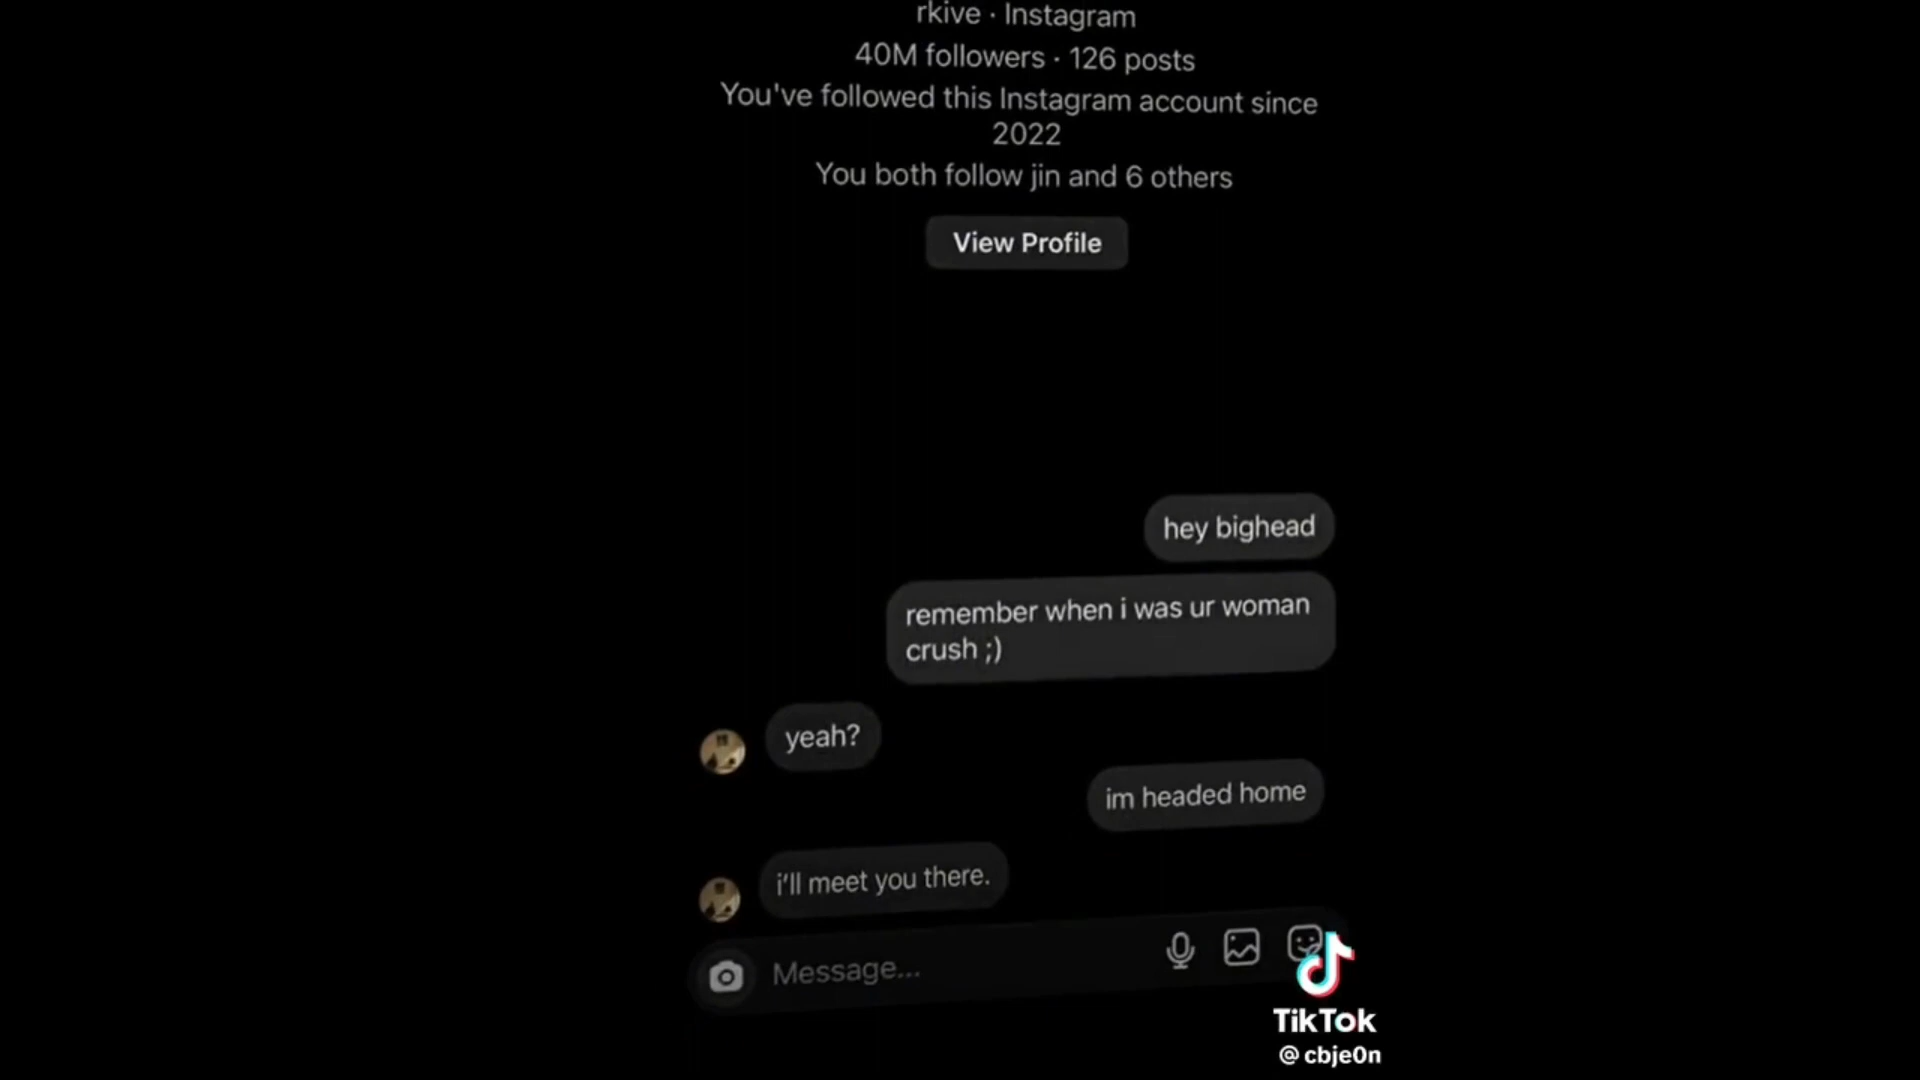 rkive · Instagram
40M followers · 126 posts
You've followed this Instagram account since
2022
You both follow jin and 6 others
View Profile
hey bighead
remember when i was ur woman
crush ;)
yeah?
im headed home
i'll meet you there.
Message...
TikTok
@cbje0n